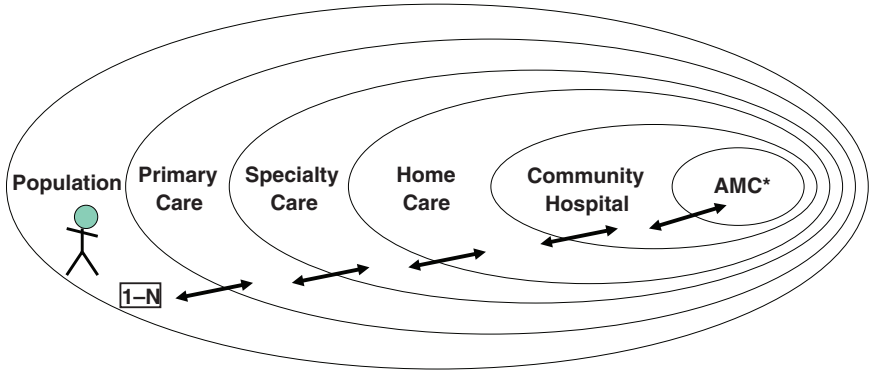 Population
Primary
Care
Specialty
Care
Home
Care
Community
Hospital
AMC*
1–N